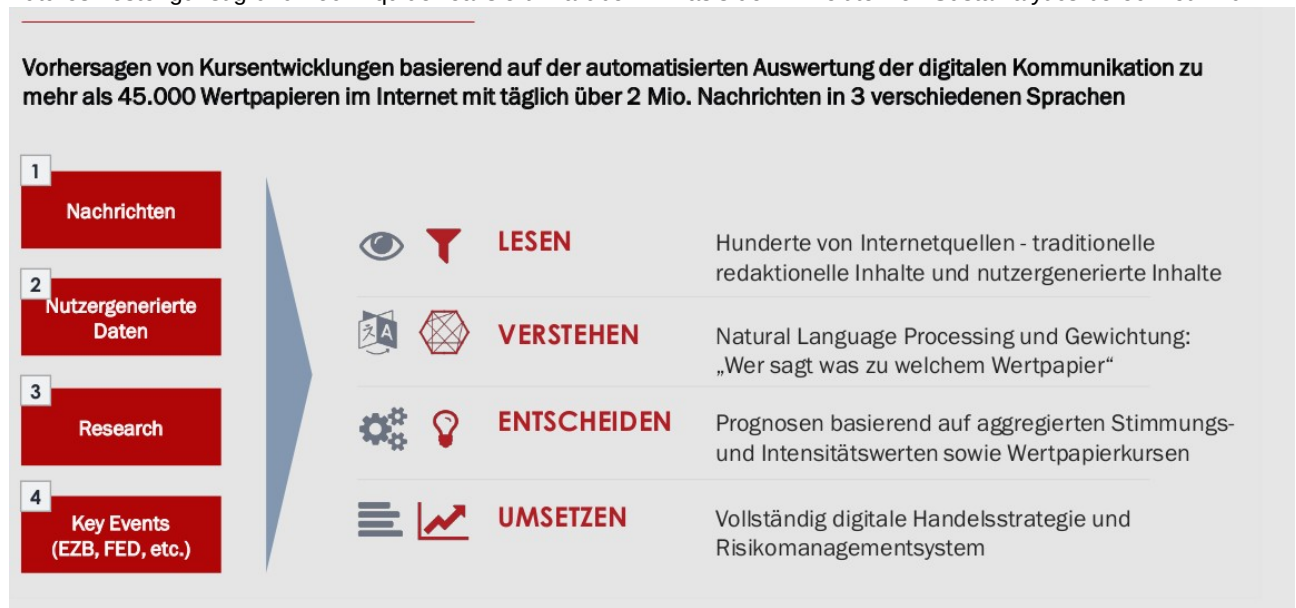 Vorhersagen von Kursentwicklungen basierend auf der automatisierten Auswertung der digitalen Kommunikation zu
mehr als 45.000 Wertpapieren im Internet mit täglich über 2 Mio. Nachrichten in 3 verschiedenen Sprachen
1
Nachrichten
2
Nutzergenerierte
Daten
3
Research
4
Key Events
(EZB, FED, etc.)
LESEN
Hunderte von Internetquellen - traditionelle
redaktionelle Inhalte und nutzergenerierte Inhalte
VERSTEHEN
Natural Language Processing und Gewichtung:
„Wer sagt was zu welchem Wertpapier“
ENTSCHEIDEN
Prognosen basierend auf aggregierten Stimmungs-
und Intensitätswerten sowie Wertpapierkursen
UMSETZEN
Vollständig digitale Handelsstrategie und
Risikomanagementsystem